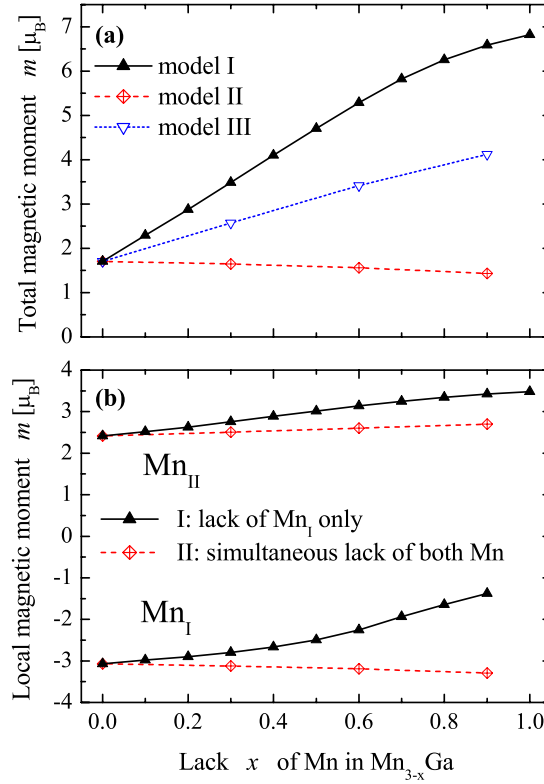 (a)
model I
model II
model III
Total magnetic moment m [μB]
7
6
5
4
3
2
1
0
(b)
MnII
I: lack of MnI only
II: simultaneous lack of both Mn
MnI
Local magnetic moment m [μB]
4
3
2
1
0
-1
-2
-3
-4
0.0 0.2 0.4 0.6 0.8 1.0
Lack x of Mn in Mn3-xGa